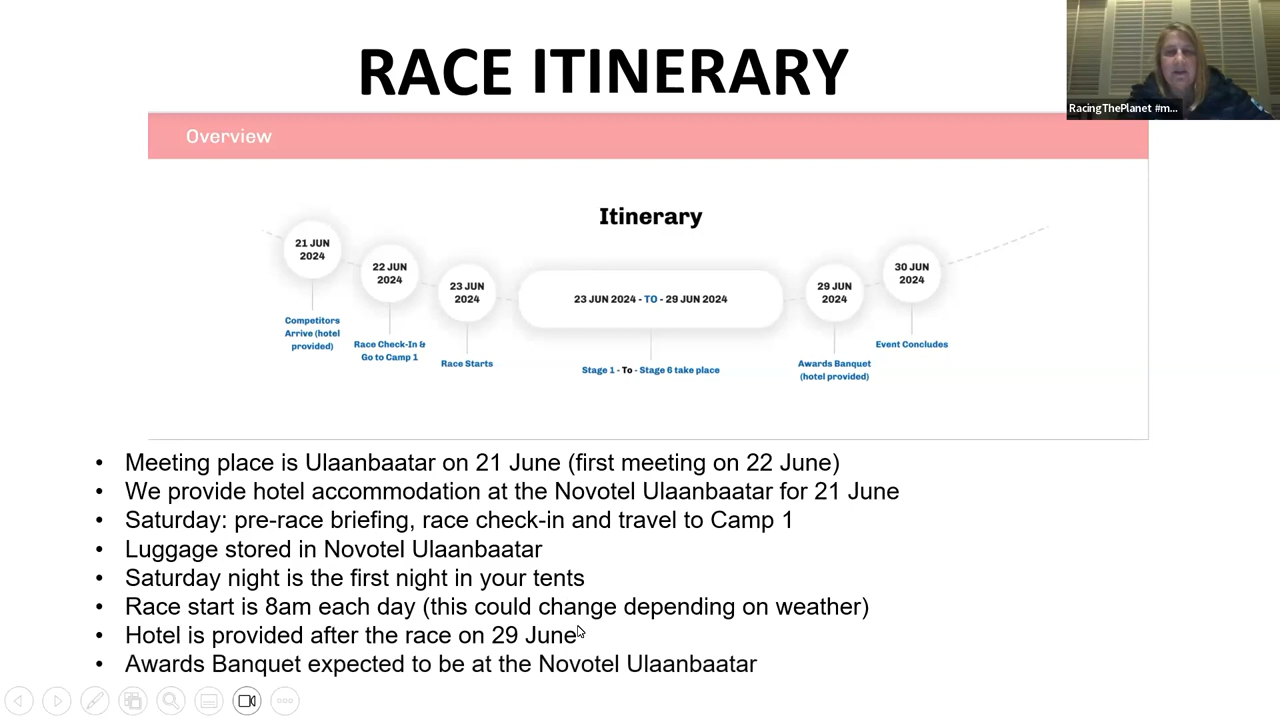 RACE ITINERARY
RacingThePlanet #m...
Overview
Itinerary
21 JUN
2024
22 JUN
2024
23 JUN
2024
23 JUN 2024 - TO - 29 JUN 2024
29 JUN
2024
30 JUN
2024
Competitors
Arrive (hotel
provided)
Race Check-In &
Go to Camp 1
Race Starts
Stage 1 - To - Stage 6 take place
Awards Banquet
(hotel provided)
Event Concludes
• Meeting place is Ulaanbaatar on 21 June (first meeting on 22 June)
• We provide hotel accommodation at the Novotel Ulaanbaatar for 21 June
• Saturday: pre-race briefing, race check-in and travel to Camp 1
• Luggage stored in Novotel Ulaanbaatar
• Saturday night is the first night in your tents
• Race start is 8am each day (this could change depending on weather)
• Hotel is provided after the race on 29 June
• Awards Banquet expected to be at the Novotel Ulaanbaatar